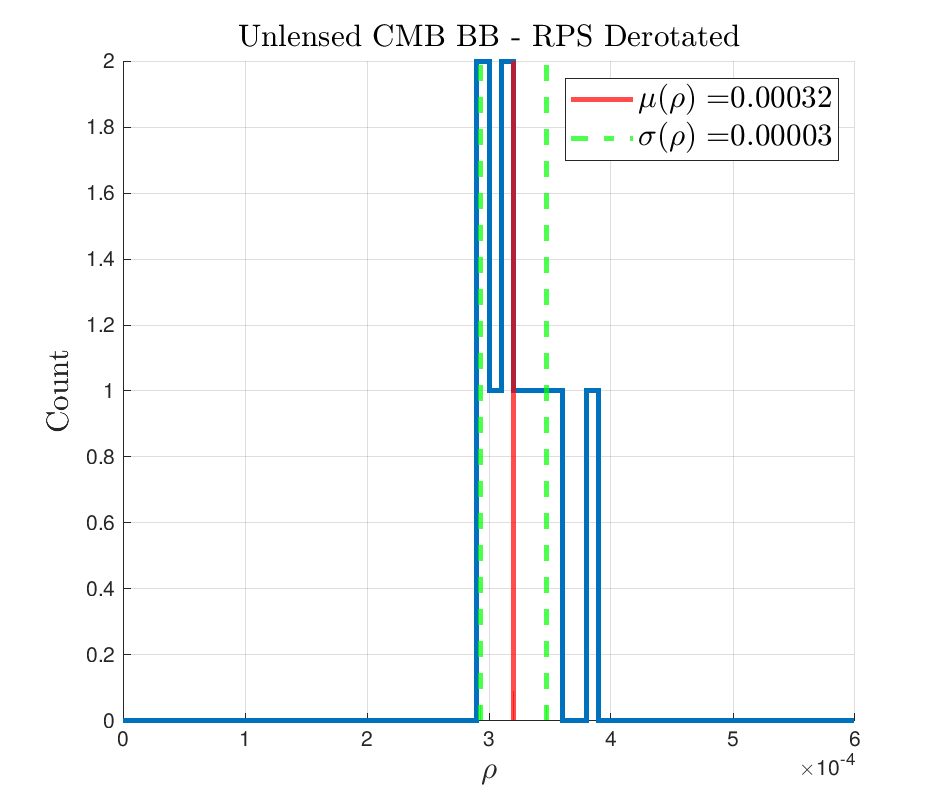 Unlensed CMB BB - RPS Derotated
2
1.8
1.6
1.4
1.2
1
0.8
0.6
0.4
0.2
0
Count
μ(ρ) =0.00032
σ(ρ) =0.00003
0 1 2 3 4 5 6
×10-4
ρ